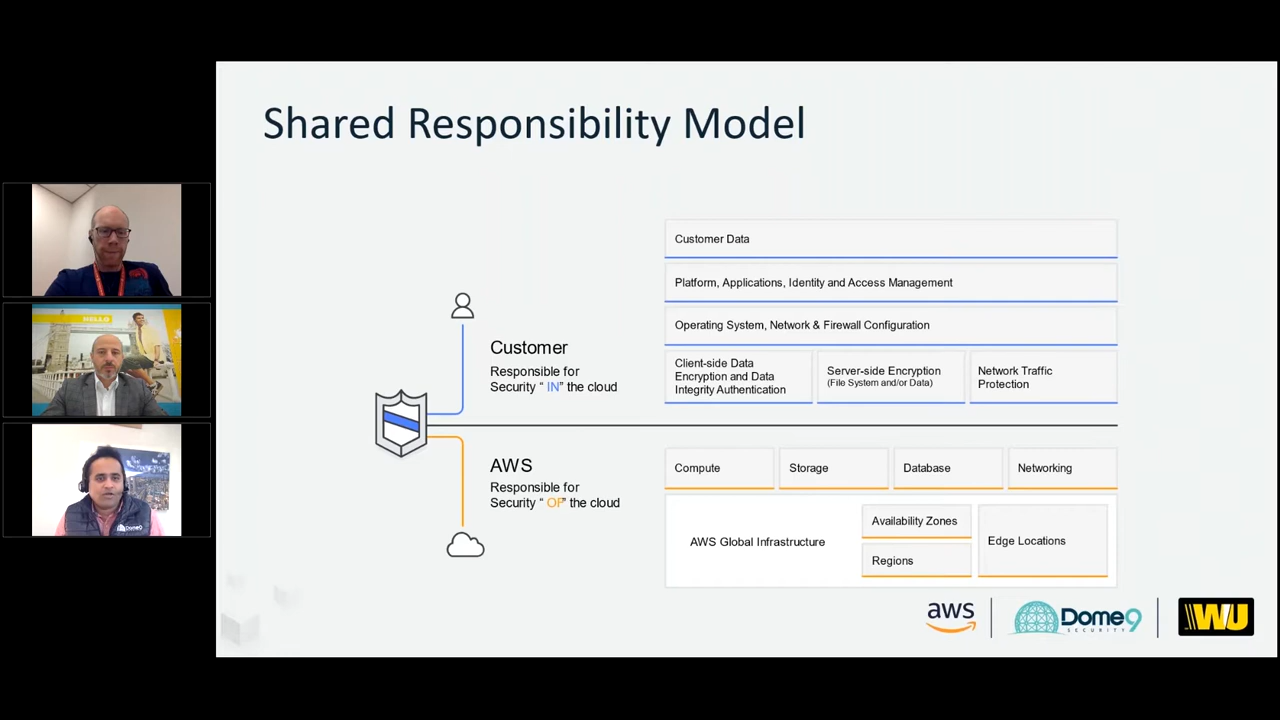 Shared Responsibility Model
HELLO
Customer
Responsible for
Security “ IN” the cloud
Customer Data
Platform, Applications, Identity and Access Management
Operating System, Network & Firewall Configuration
Client-side Data
Encryption and Data
Integrity Authentication
Server-side Encryption
(File System and/or Data)
Network Traffic
Protection
AWS
Responsible for
Security “ OF” the cloud
Compute
Storage
Database
Networking
AWS Global Infrastructure
Availability Zones
Regions
Edge Locations
Dome9
aws
Dome9
SECURITY
WU